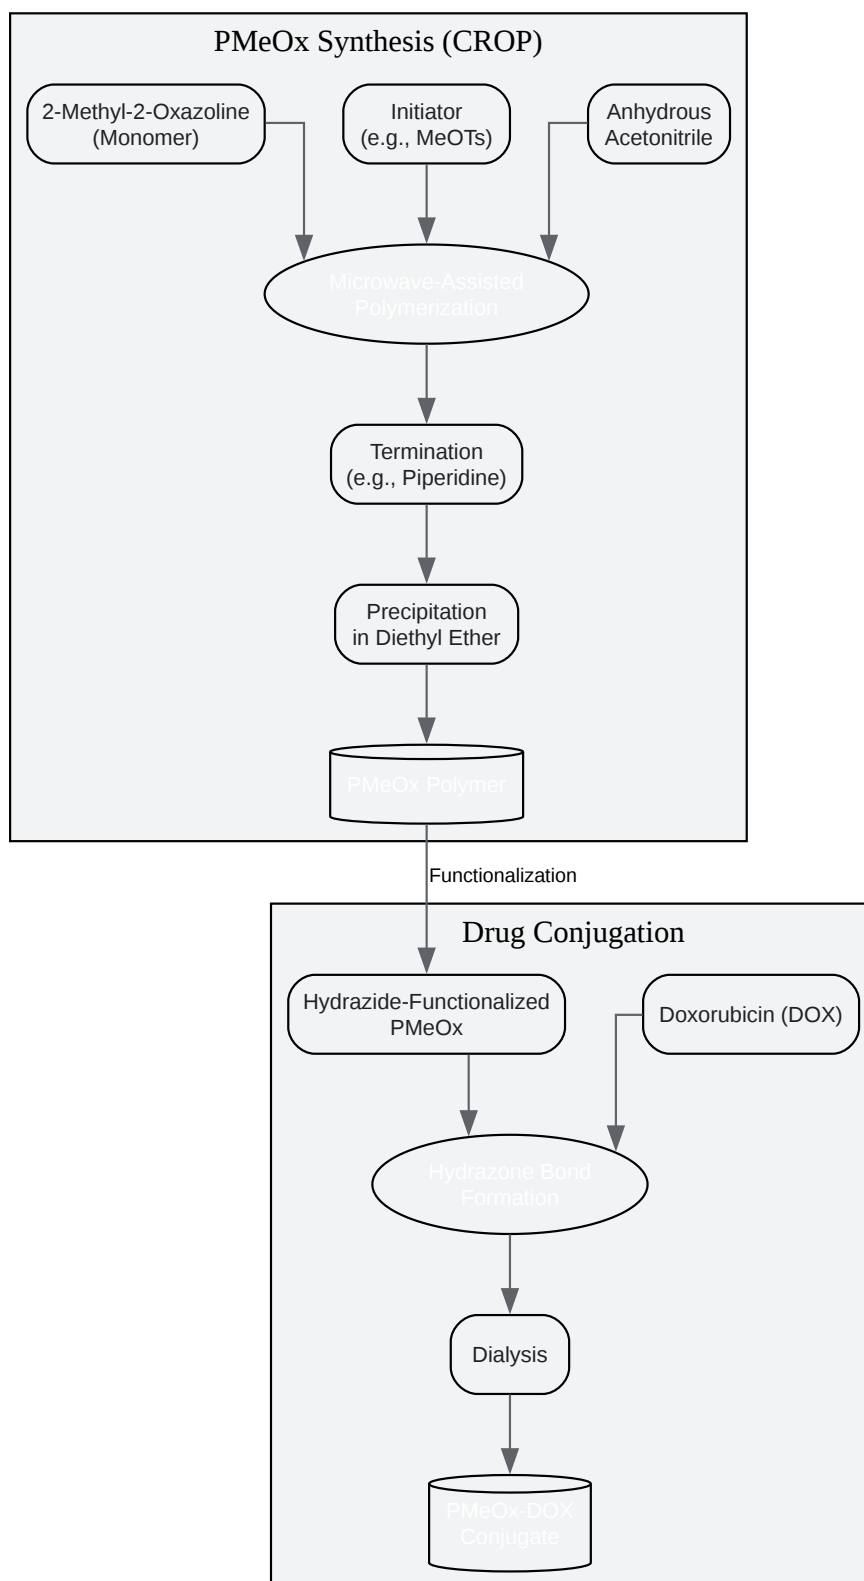 PMeOx Synthesis (CROP)
2-Methyl-2-Oxazoline
(Monomer)
Initiator
(e.g., MeOTs)
Anhydrous
Acetonitrile
Microwave-Assisted
Polymerization
Termination
(e.g., Piperidine)
Precipitation
in Diethyl Ether
PMeOx Polymer
Functionalization
Drug Conjugation
Hydrazide-Functionalized
PMeOx
Doxorubicin (DOX)
Hydrazone Bond
Formation
Dialysis
PMeOx-DOX
Conjugate